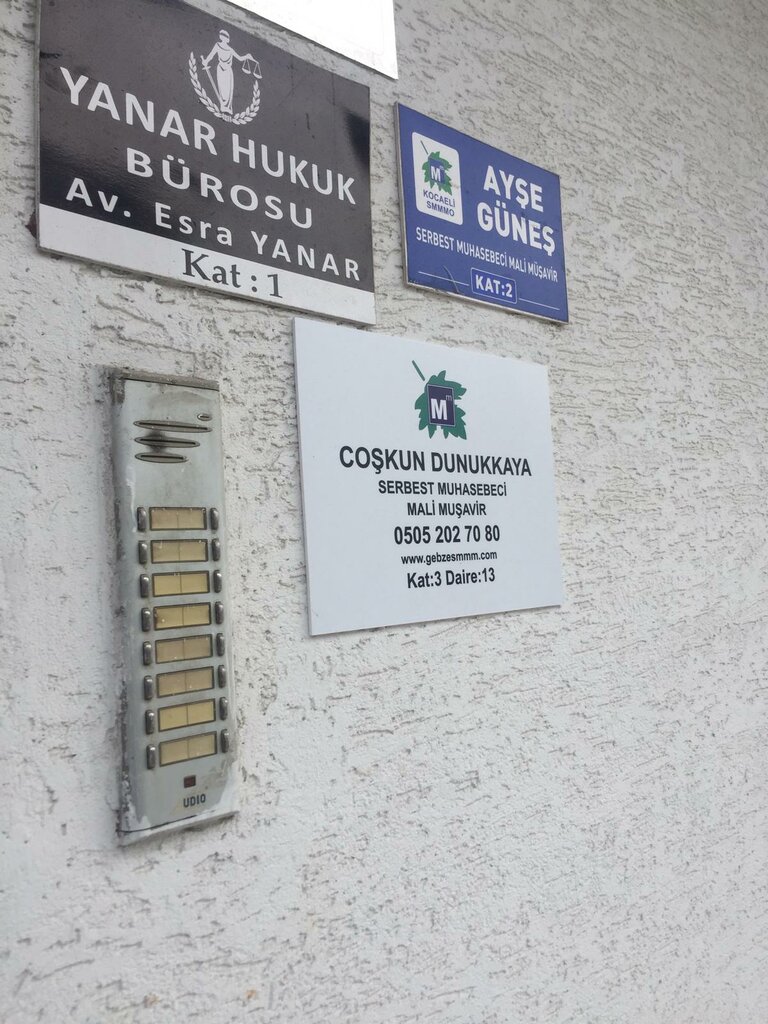 YANAR HUKUK
BÜROSU
Av. Esra YANAR
Kat : 1
M
KOCAELİ
SMMMO
AYŞE
GÜNEŞ
SERBEST MUHASEBECİ MALİ MÜŞAVİR
KAT:2
Mm
COŞKUN DUNUKKAYA
SERBEST MUHASEBECİ
MALİ MUŞAVİR
0505 202 70 80
www.gebzesmmm.com
Kat:3 Daire:13
UDIO